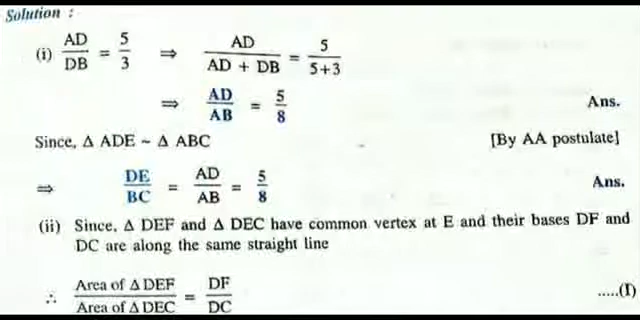 Solution :
(i) AD/DB = 5/3 ⇒ AD/(AD + DB) = 5/(5+3)
⇒ AD/AB = 5/8 Ans.
Since, Δ ADE ~ Δ ABC [By AA postulate]
⇒ DE/BC = AD/AB = 5/8 Ans.
(ii) Since, Δ DEF and Δ DEC have common vertex at E and their bases DF and
DC are along the same straight line
∴ Area of Δ DEF/Area of Δ DEC = DF/DC .....(I)